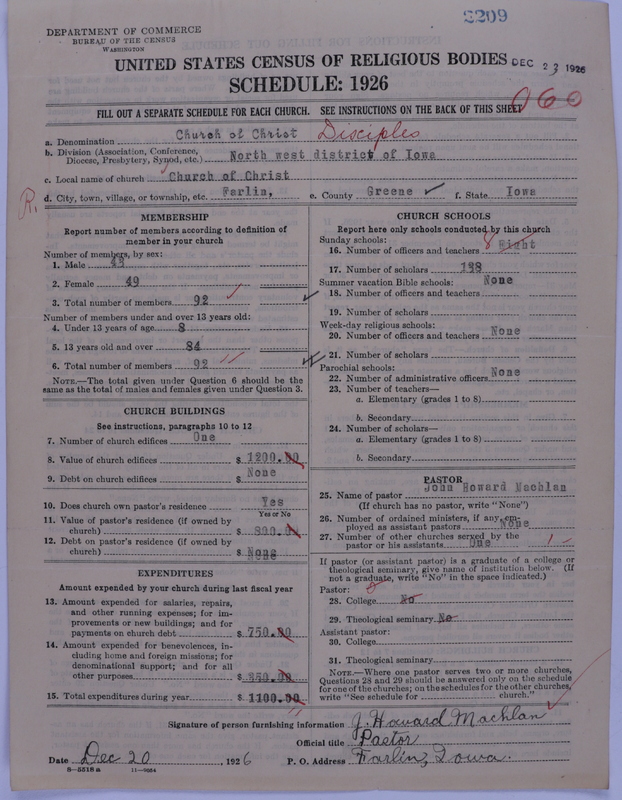 2209
DEPARTMENT OF COMMERCE
BUREAU OF THE CENSUS
WASHINGTON
UNITED STATES CENSUS OF RELIGIOUS BODIES
DEC 23 1926
SCHEDULE: 1926
FILL OUT A SEPARATE SCHEDULE FOR EACH CHURCH. SEE INSTRUCTIONS ON THE BACK OF THIS SHEET
060
a. Denomination Church of Christ Disciples
b. Division (Association, Conference, Diocese, Presbytery, Synod, etc.) North west district of Iowa
c. Local name of church Church of Christ
R. d. City, town, village, or township, etc. Farlin, e. County Greene f. State Iowa
MEMBERSHIP
Report number of members according to definition of
member in your church
Number of members, by sex:
1. Male 43
2. Female 49
3. Total number of members 92
Number of members under and over 13 years old:
4. Under 13 years of age 8
5. 13 years old and over 84
6. Total number of members 92
NOTE.—The total given under Question 6 should be the
same as the total of males and females given under Question 3.
CHURCH BUILDINGS
See instructions, paragraphs 10 to 12
7. Number of church edifices One
8. Value of church edifices $ 1200.00
9. Debt on church edifices $ None
10. Does church own pastor's residence Yes
Yes or No
11. Value of pastor's residence (if owned by
church) $ 800.00
12. Debt on pastor's residence (if owned by
church) $ None
EXPENDITURES
Amount expended by your church during last fiscal year
13. Amount expended for salaries, repairs,
and other running expenses; for im-
provements or new buildings; and for
payments on church debt $ 750.00
14. Amount expended for benevolences, in-
cluding home and foreign missions; for
denominational support; and for all
other purposes $ 350.00
15. Total expenditures during year $ 1100.00
CHURCH SCHOOLS
Report here only schools conducted by this church
Sunday schools:
16. Number of officers and teachers 8 Eight
17. Number of scholars 138
Summer vacation Bible schools: None
18. Number of officers and teachers
19. Number of scholars
Week-day religious schools:
20. Number of officers and teachers None
21. Number of scholars
Parochial schools:
22. Number of administrative officers None
23. Number of teachers—
a. Elementary (grades 1 to 8)
b. Secondary
24. Number of scholars—
a. Elementary (grades 1 to 8)
b. Secondary
PASTOR
25. Name of pastor John Howard Machlan
(If church has no pastor, write "None")
26. Number of ordained ministers, if any, em-
ployed as assistant pastors None
27. Number of other churches served by the
pastor or his assistants One 1
If pastor (or assistant pastor) is a graduate of a college or
theological seminary, give name of institution below. (If
not a graduate, write "No" in the space indicated.)
Pastor:
28. College No
29. Theological seminary No
Assistant pastor:
30. College
31. Theological seminary
NOTE.—Where one pastor serves two or more churches,
Questions 28 and 29 should be answered only on the schedule
for one of the churches; on the schedules for the other churches,
write "See schedule for church."
Signature of person furnishing information J. Howard Machlan
Official title Pastor
Date Dec 20, 1926 P. O. Address Farlin, Iowa.
8—5518 a 11—9664